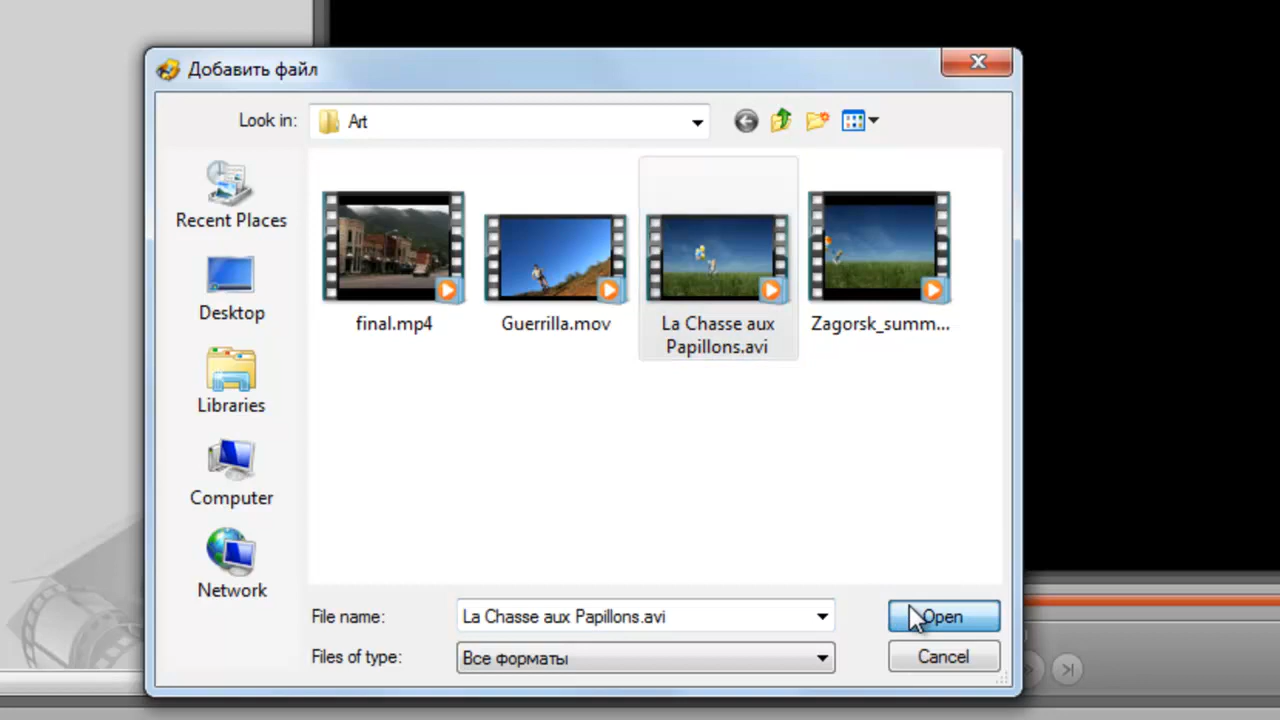 Добавить файл
Look in: Art
Recent Places
Desktop
Libraries
Computer
Network
final.mp4
Guerrilla.mov
La Chasse aux
Papillons.avi
Zagorsk_summ...
File name: La Chasse aux Papillons.avi
Open
Files of type: Все форматы
Cancel